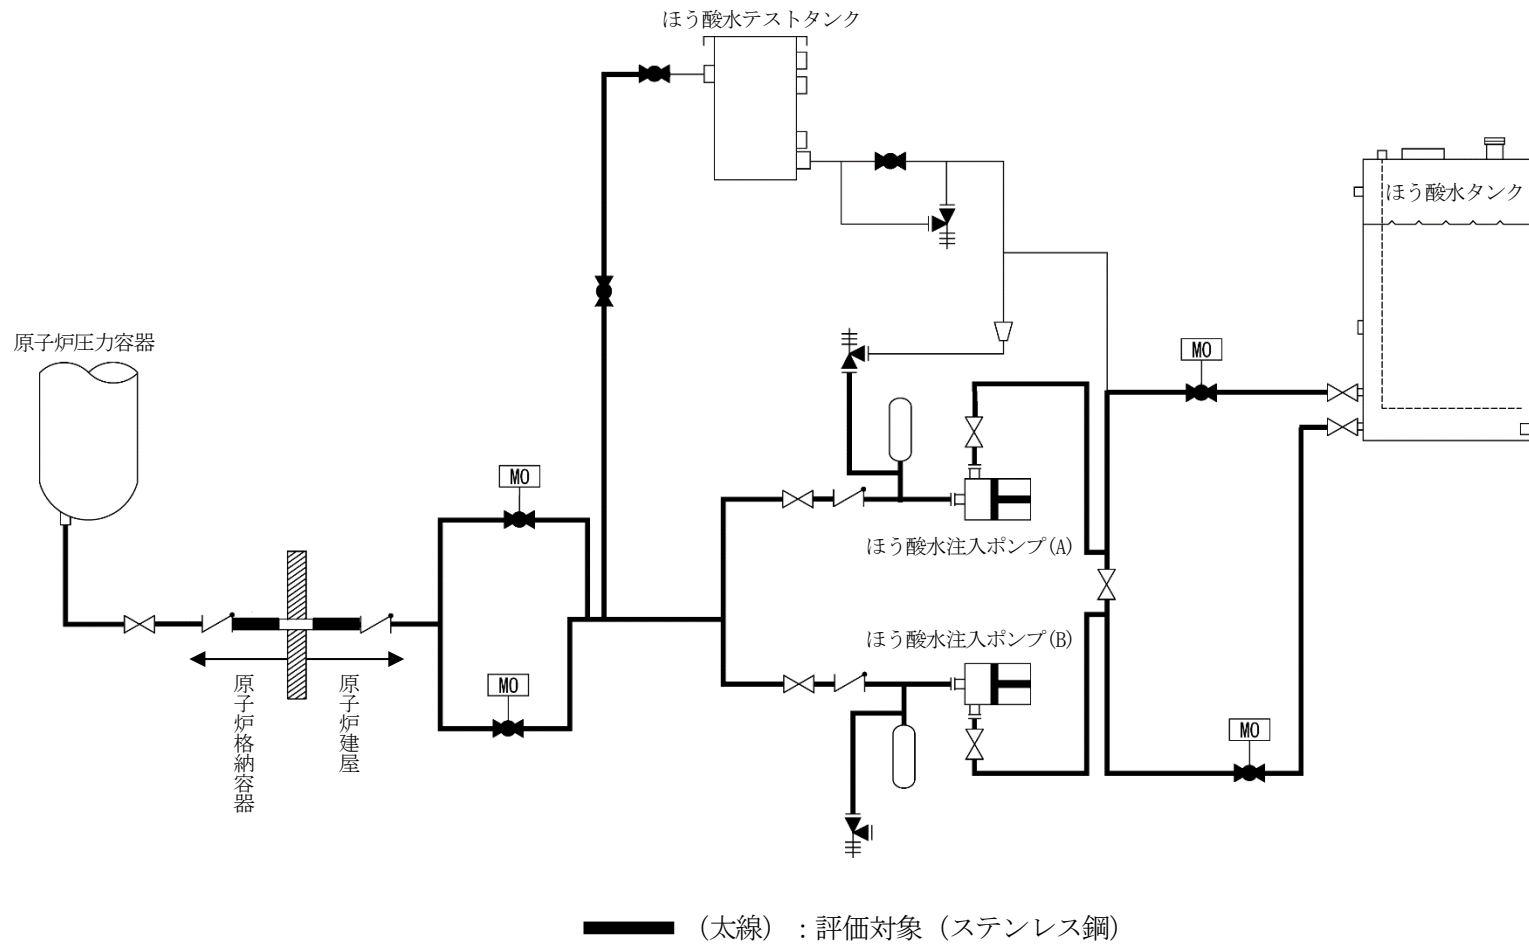 ほう酸水テストタンク
ほう酸水タンク
原子炉圧力容器
MO
MO
ほう酸水注入ポンプ(A)
ほう酸水注入ポンプ(B)
原子炉格納容器
原子炉建屋
MO
MO
(太線) : 評価対象 (ステンレス鋼)